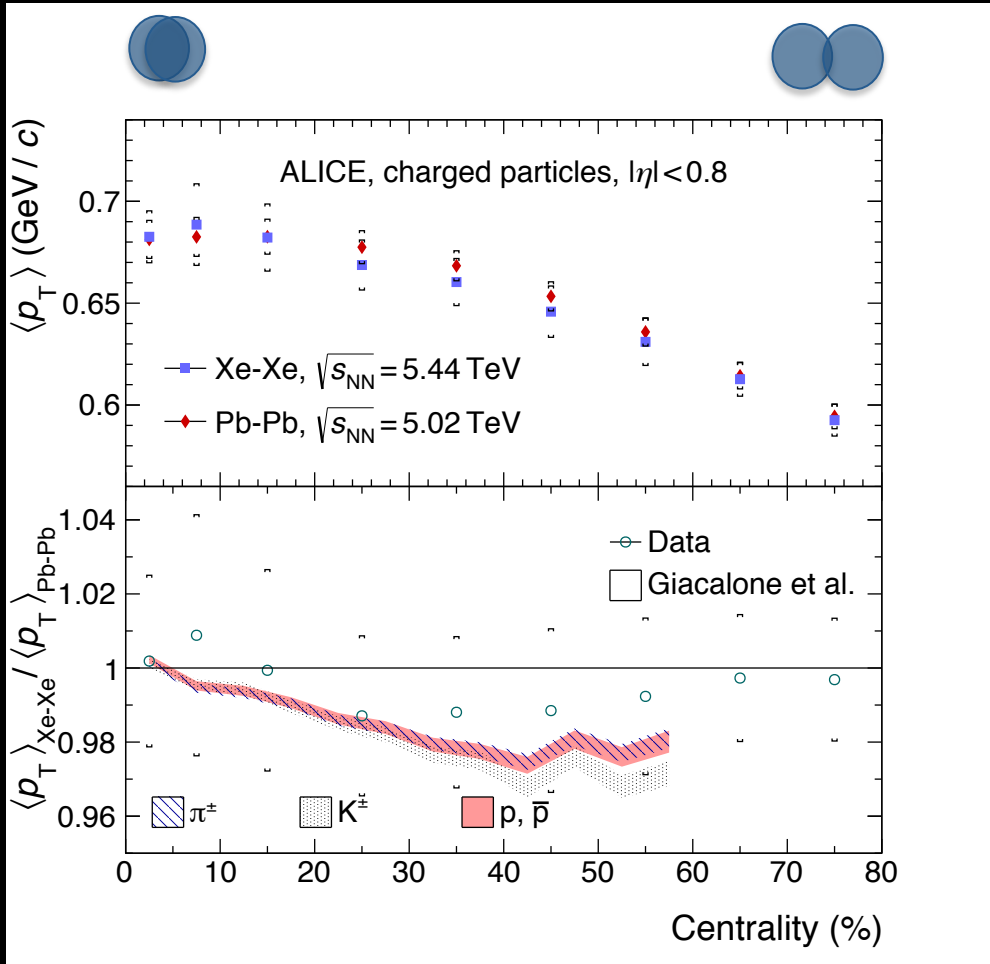 ALICE, charged particles, |η| < 0.8
⟨p_T⟩ (GeV / c)
0.7
0.65
0.6
Xe-Xe, √s_NN = 5.44 TeV
Pb-Pb, √s_NN = 5.02 TeV
⟨p_T⟩_Xe-Xe / ⟨p_T⟩_Pb-Pb
1.04
1.02
1
0.98
0.96
Data
Giacalone et al.
π±
K±
p, p̅
0 10 20 30 40 50 60 70 80
Centrality (%)